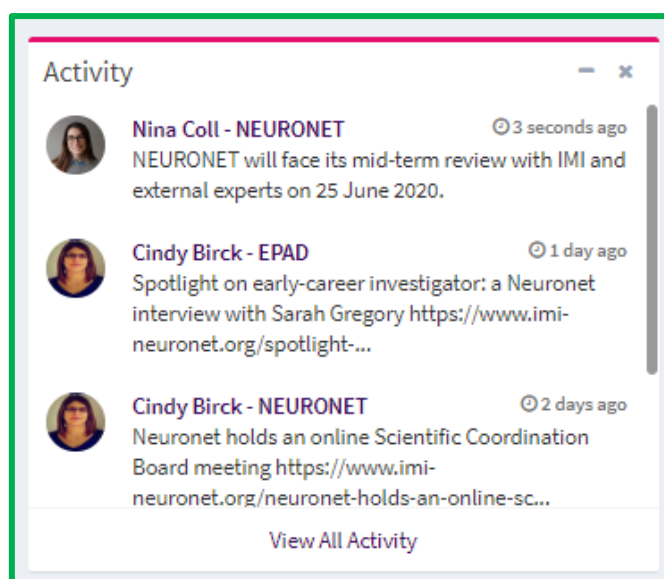 Activity
Nina Coll - NEURONET 3 seconds ago
NEURONET will face its mid-term review with IMI and
external experts on 25 June 2020.
Cindy Birck - EPAD 1 day ago
Spotlight on early-career investigator: a Neuronet
interview with Sarah Gregory https://www.imi-
neuronet.org/spotlight-...
Cindy Birck - NEURONET 2 days ago
Neuronet holds an online Scientific Coordination
Board meeting https://www.imi-
neuronet.org/neuronet-holds-an-online-sc...
View All Activity